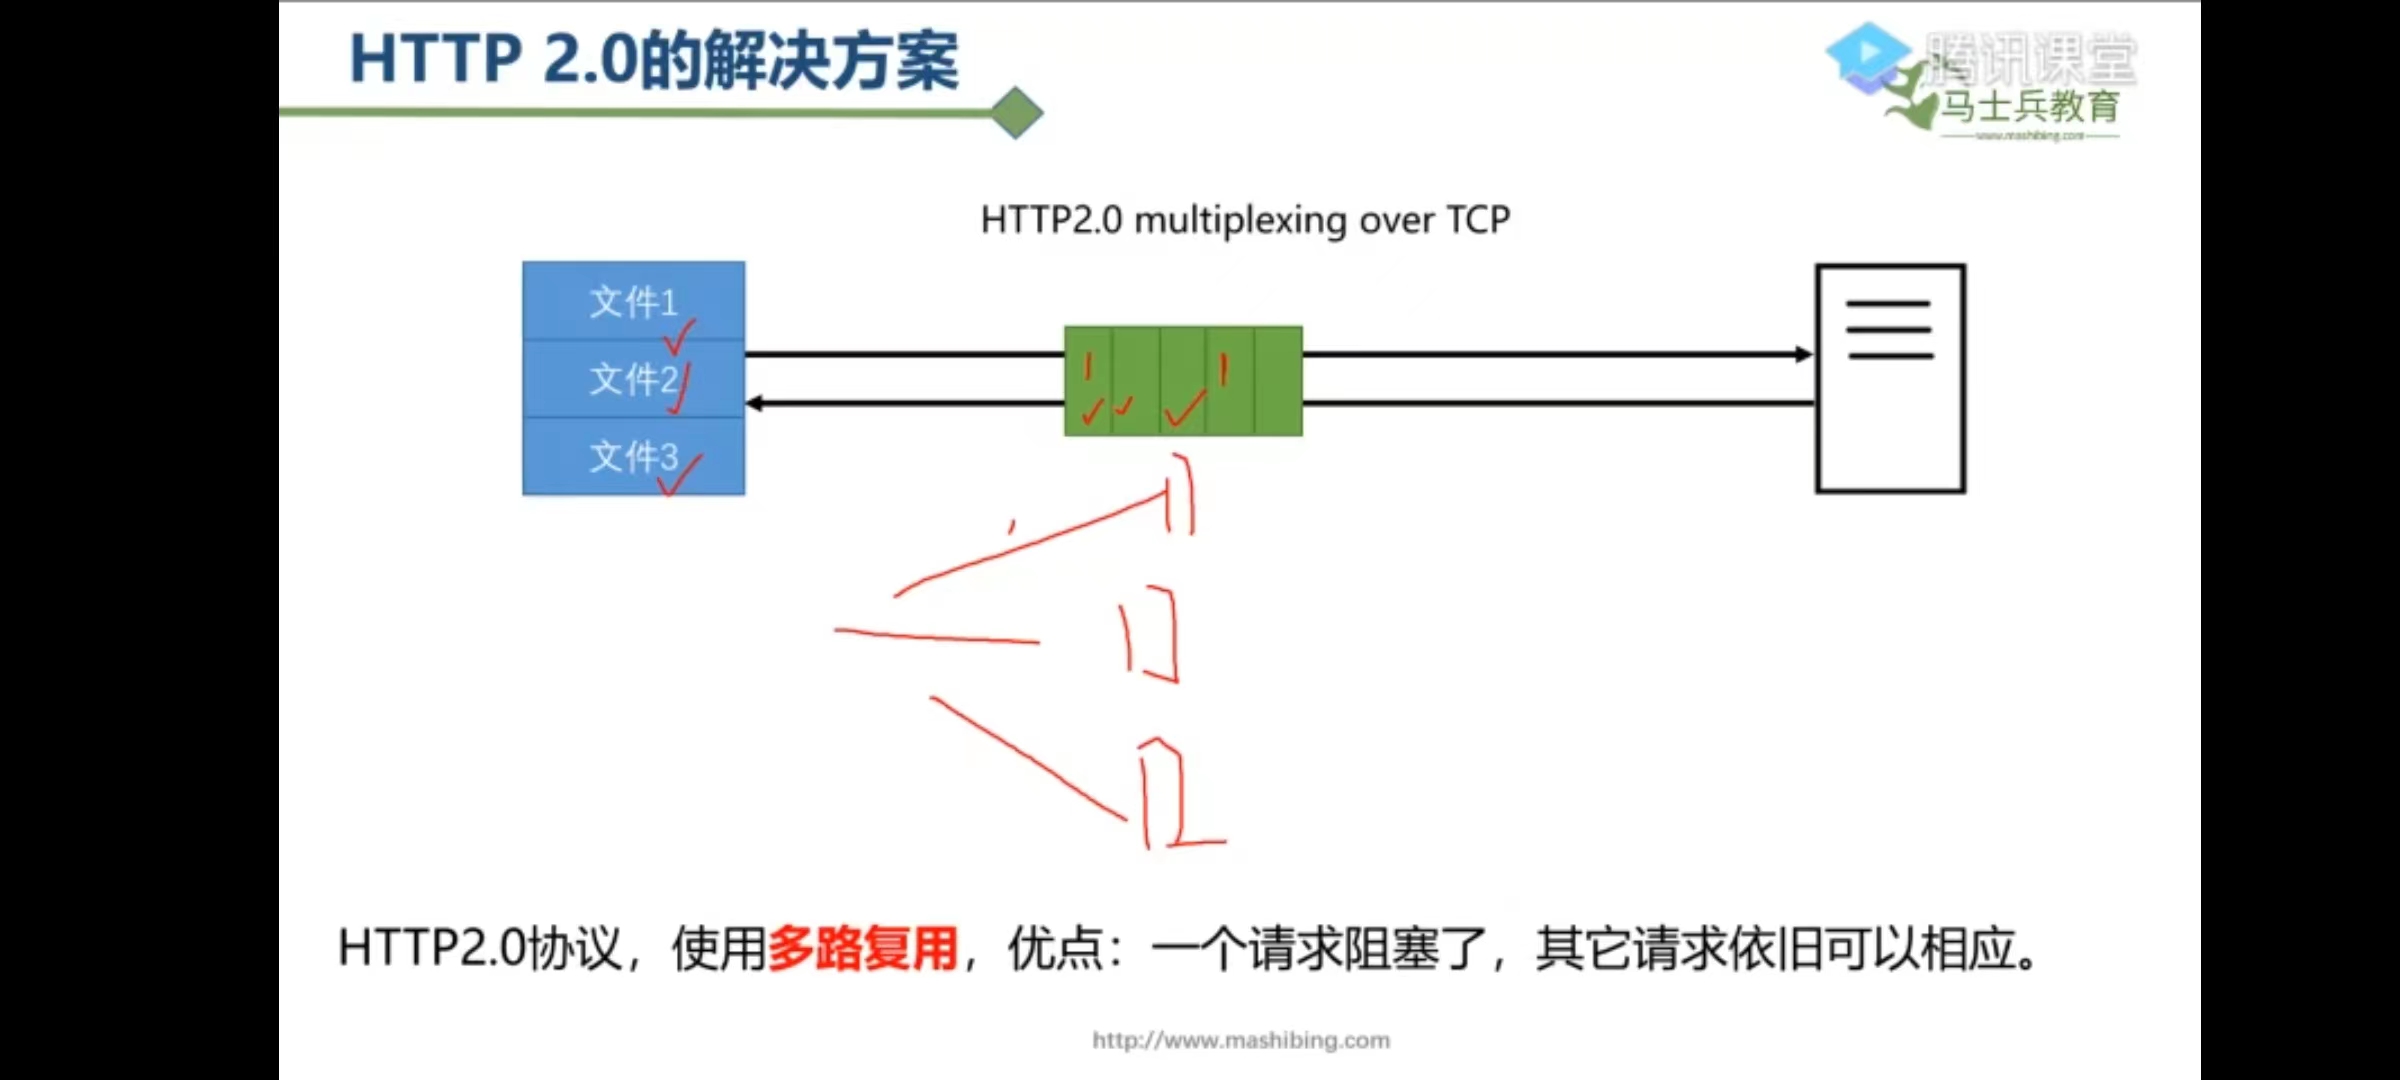 HTTP 2.0的解决方案
腾讯课堂
马士兵教育
www.mashibing.com
HTTP2.0 multiplexing over TCP
文件1
文件2
文件3
HTTP2.0协议，使用多路复用，优点：一个请求阻塞了，其它请求依旧可以相应。
http://www.mashibing.com